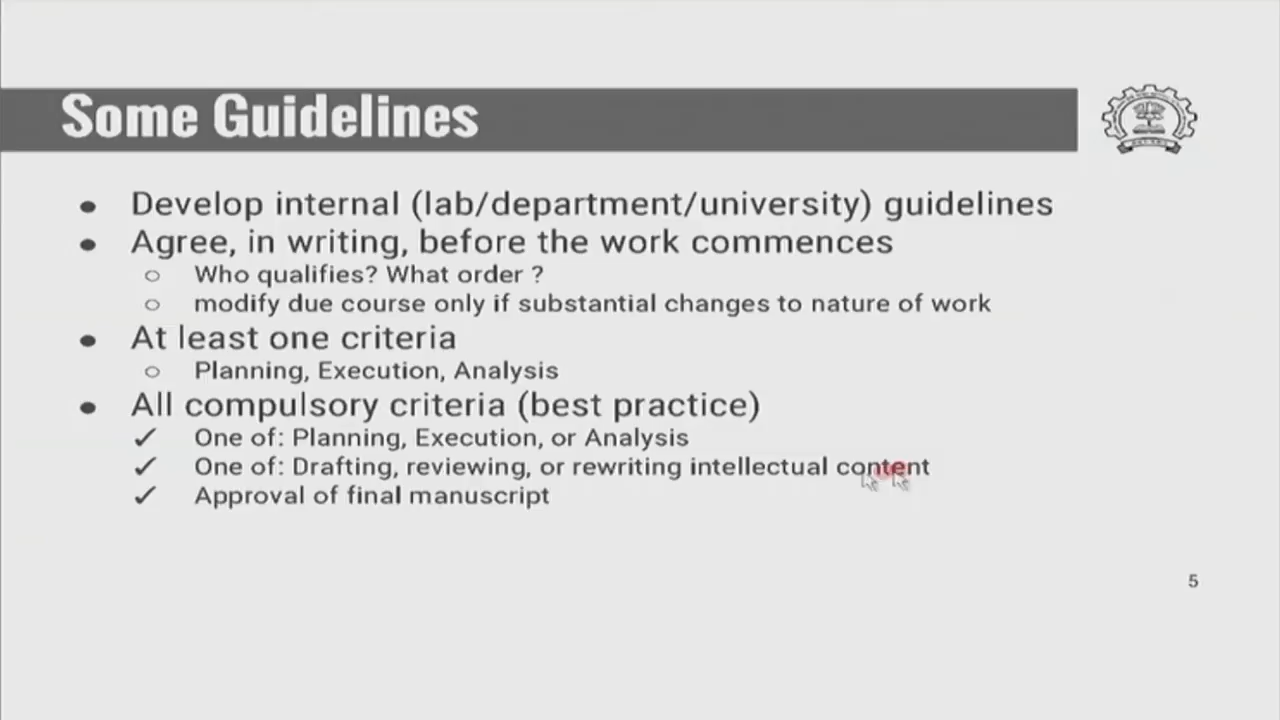 Some Guidelines
● Develop internal (lab/department/university) guidelines
● Agree, in writing, before the work commences
○ Who qualifies? What order ?
○ modify due course only if substantial changes to nature of work
● At least one criteria
○ Planning, Execution, Analysis
● All compulsory criteria (best practice)
✓ One of: Planning, Execution, or Analysis
✓ One of: Drafting, reviewing, or rewriting intellectual content
✓ Approval of final manuscript
5